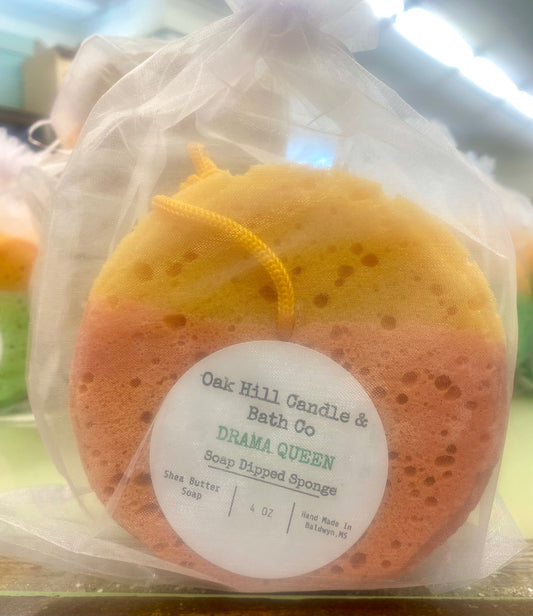 Oak Hill Candle &
Bath Co
DRAMA QUEEN
Soap Dipped Sponge
Shea Butter
Soap
4 OZ
Hand Made in
Baldwyn,MS